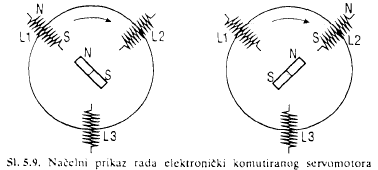 N
L1
S
L2
N
S
L3
N
L1
S
L2
N
S
L3
Sl. 5.9. Načelni prikaz rada elektronički komutiranog servomotora